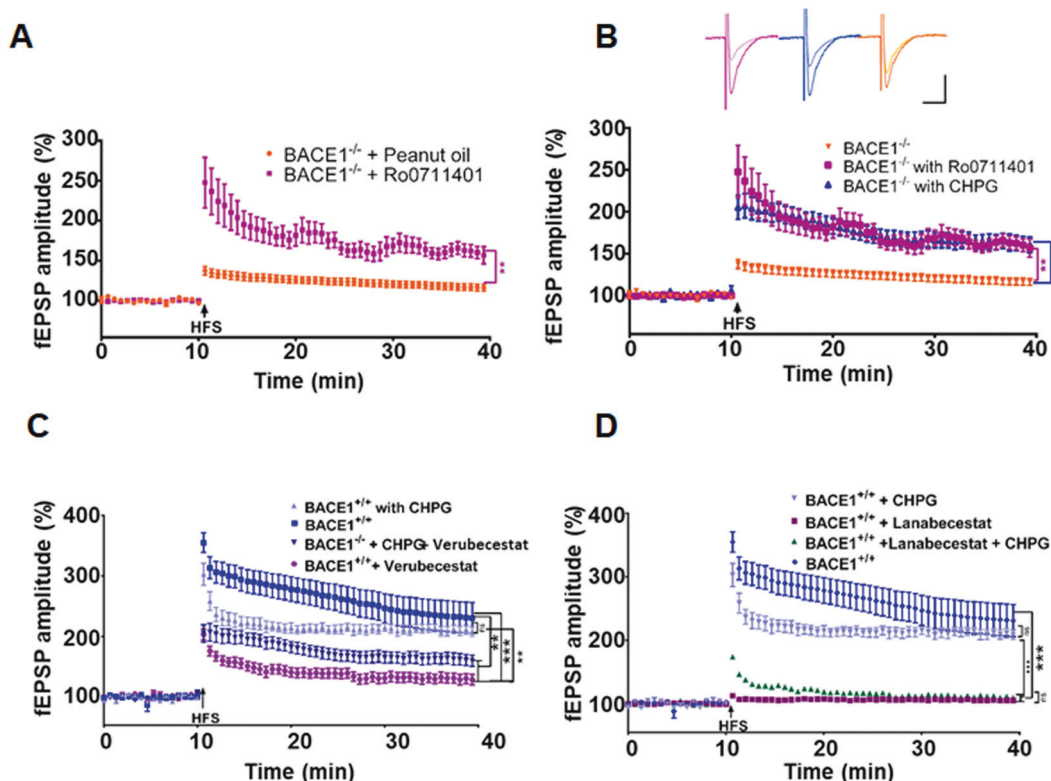 A
fEPSP amplitude (%)
300
250
200
150
100
BACE1-/- + Peanut oil
BACE1-/- + Ro0711401
**
HFS
0 10 20 30 40
Time (min)
B
fEPSP amplitude (%)
300
250
200
150
100
BACE1-/-
BACE1-/- with Ro0711401
BACE1-/- with CHPG
**
HFS
0 10 20 30 40
Time (min)
C
fEPSP amplitude (%)
400
300
200
100
BACE1+/+ with CHPG
BACE1+/+
BACE1-/- + CHPG + Verubecestat
BACE1+/+ + Verubecestat
ns
**
***
**
HFS
0 10 20 30 40
Time (min)
D
fEPSP amplitude (%)
400
300
200
100
0
BACE1+/+ + CHPG
BACE1+/+ + Lanabecestat
BACE1+/+ +Lanabecestat + CHPG
BACE1+/+
ns
***
***
ns
HFS
0 10 20 30 40
Time (min)